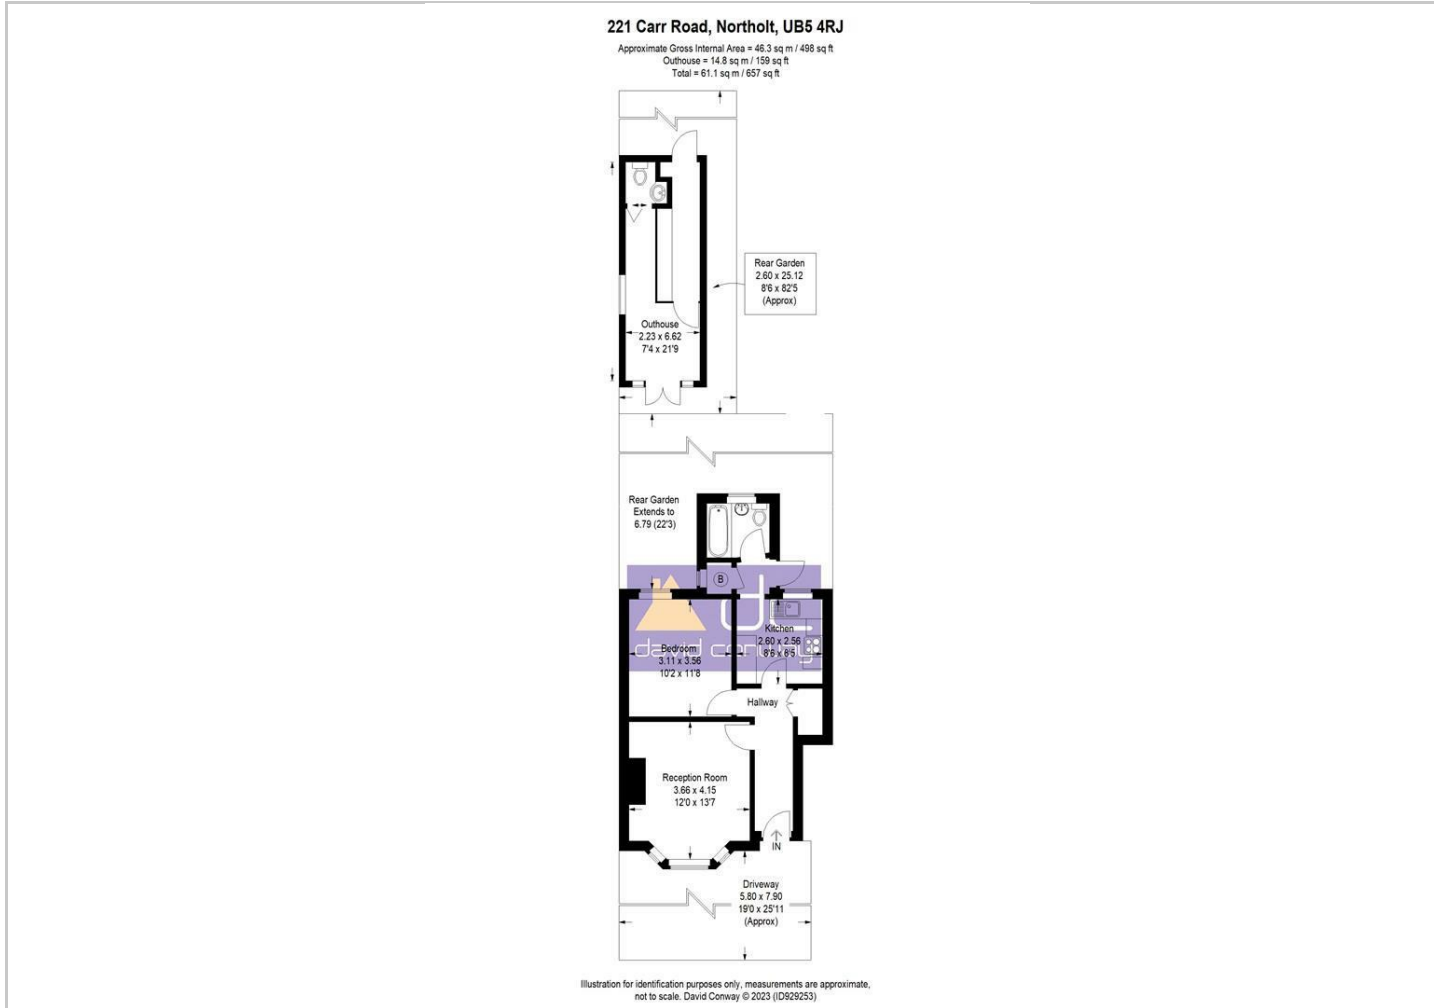 221 Carr Road, Northolt, UB5 4RJ
Approximate Gross Internal Area = 46.3 sq m / 498 sq ft
Outhouse = 14.8 sq m / 159 sq ft
Total = 61.1 sq m / 657 sq ft
Rear Garden
2.60 x 25.12
8'6 x 82'5
(Approx)
Outhouse
2.23 x 6.62
7'4 x 21'9
Rear Garden
Extends to
6.79 (22'3)
B
dc
david conway
Kitchen
2.60 x 2.56
8'6 x 8'5
Bedroom
3.11 x 3.56
10'2 x 11'8
Hallway
Reception Room
3.66 x 4.15
12'0 x 13'7
IN
Driveway
5.80 x 7.90
19'0 x 25'11
(Approx)
Illustration for identification purposes only, measurements are approximate,
not to scale. David Conway © 2023 (ID929253)